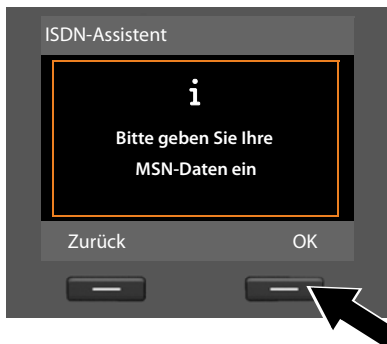 ISDN-Assistent
i
Bitte geben Sie Ihre
MSN-Daten ein
Zurück OK